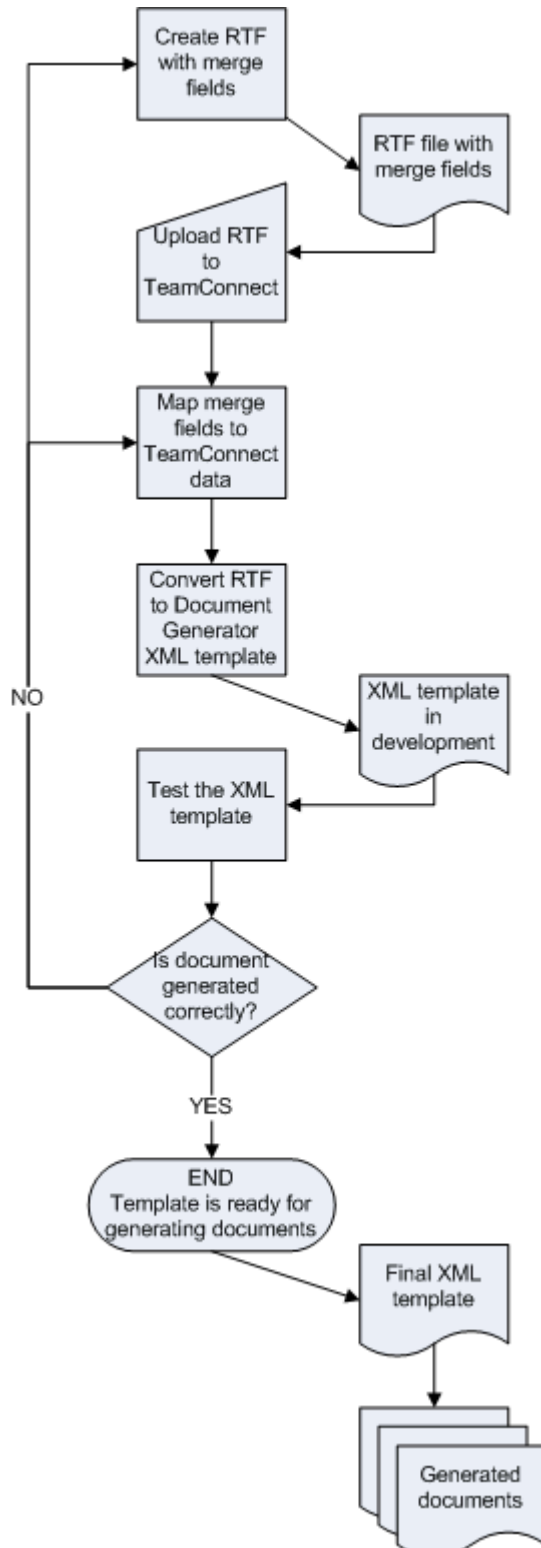 Create RTF
with merge
fields
RTF file with
merge fields
Upload RTF
to
TeamConnect
Map merge
fields to
TeamConnect
data
Convert RTF
to Document
Generator
XML template
NO
XML template
in
development
Test the XML
template
Is document
generated
correctly?
YES
END
Template is ready for
generating documents
Final XML
template
Generated
documents